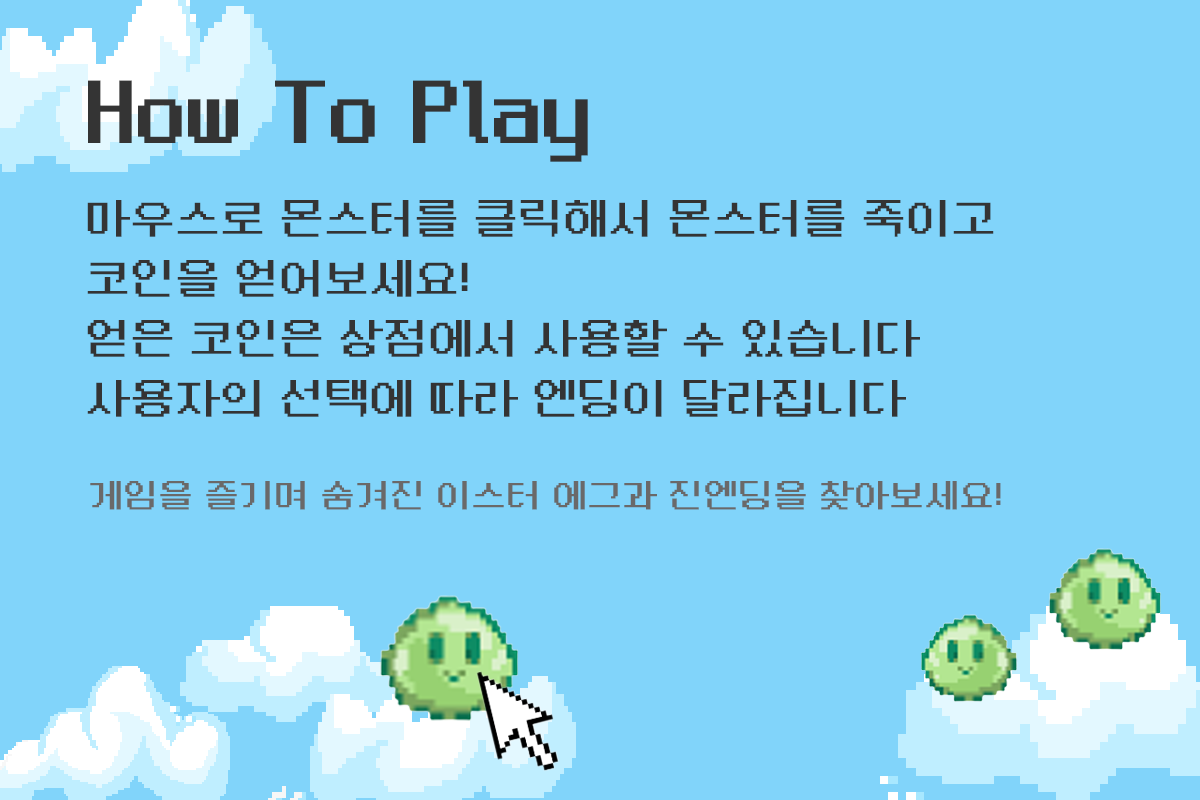 How To Play
마우스로 몬스터를 클릭해서 몬스터를 죽이고
코인을 얻어보세요!
얻은 코인은 상점에서 사용할 수 있습니다
사용자의 선택에 따라 엔딩이 달라집니다
게임을 즐기며 숨겨진 이스터 에그과 진엔딩을 찾아보세요!